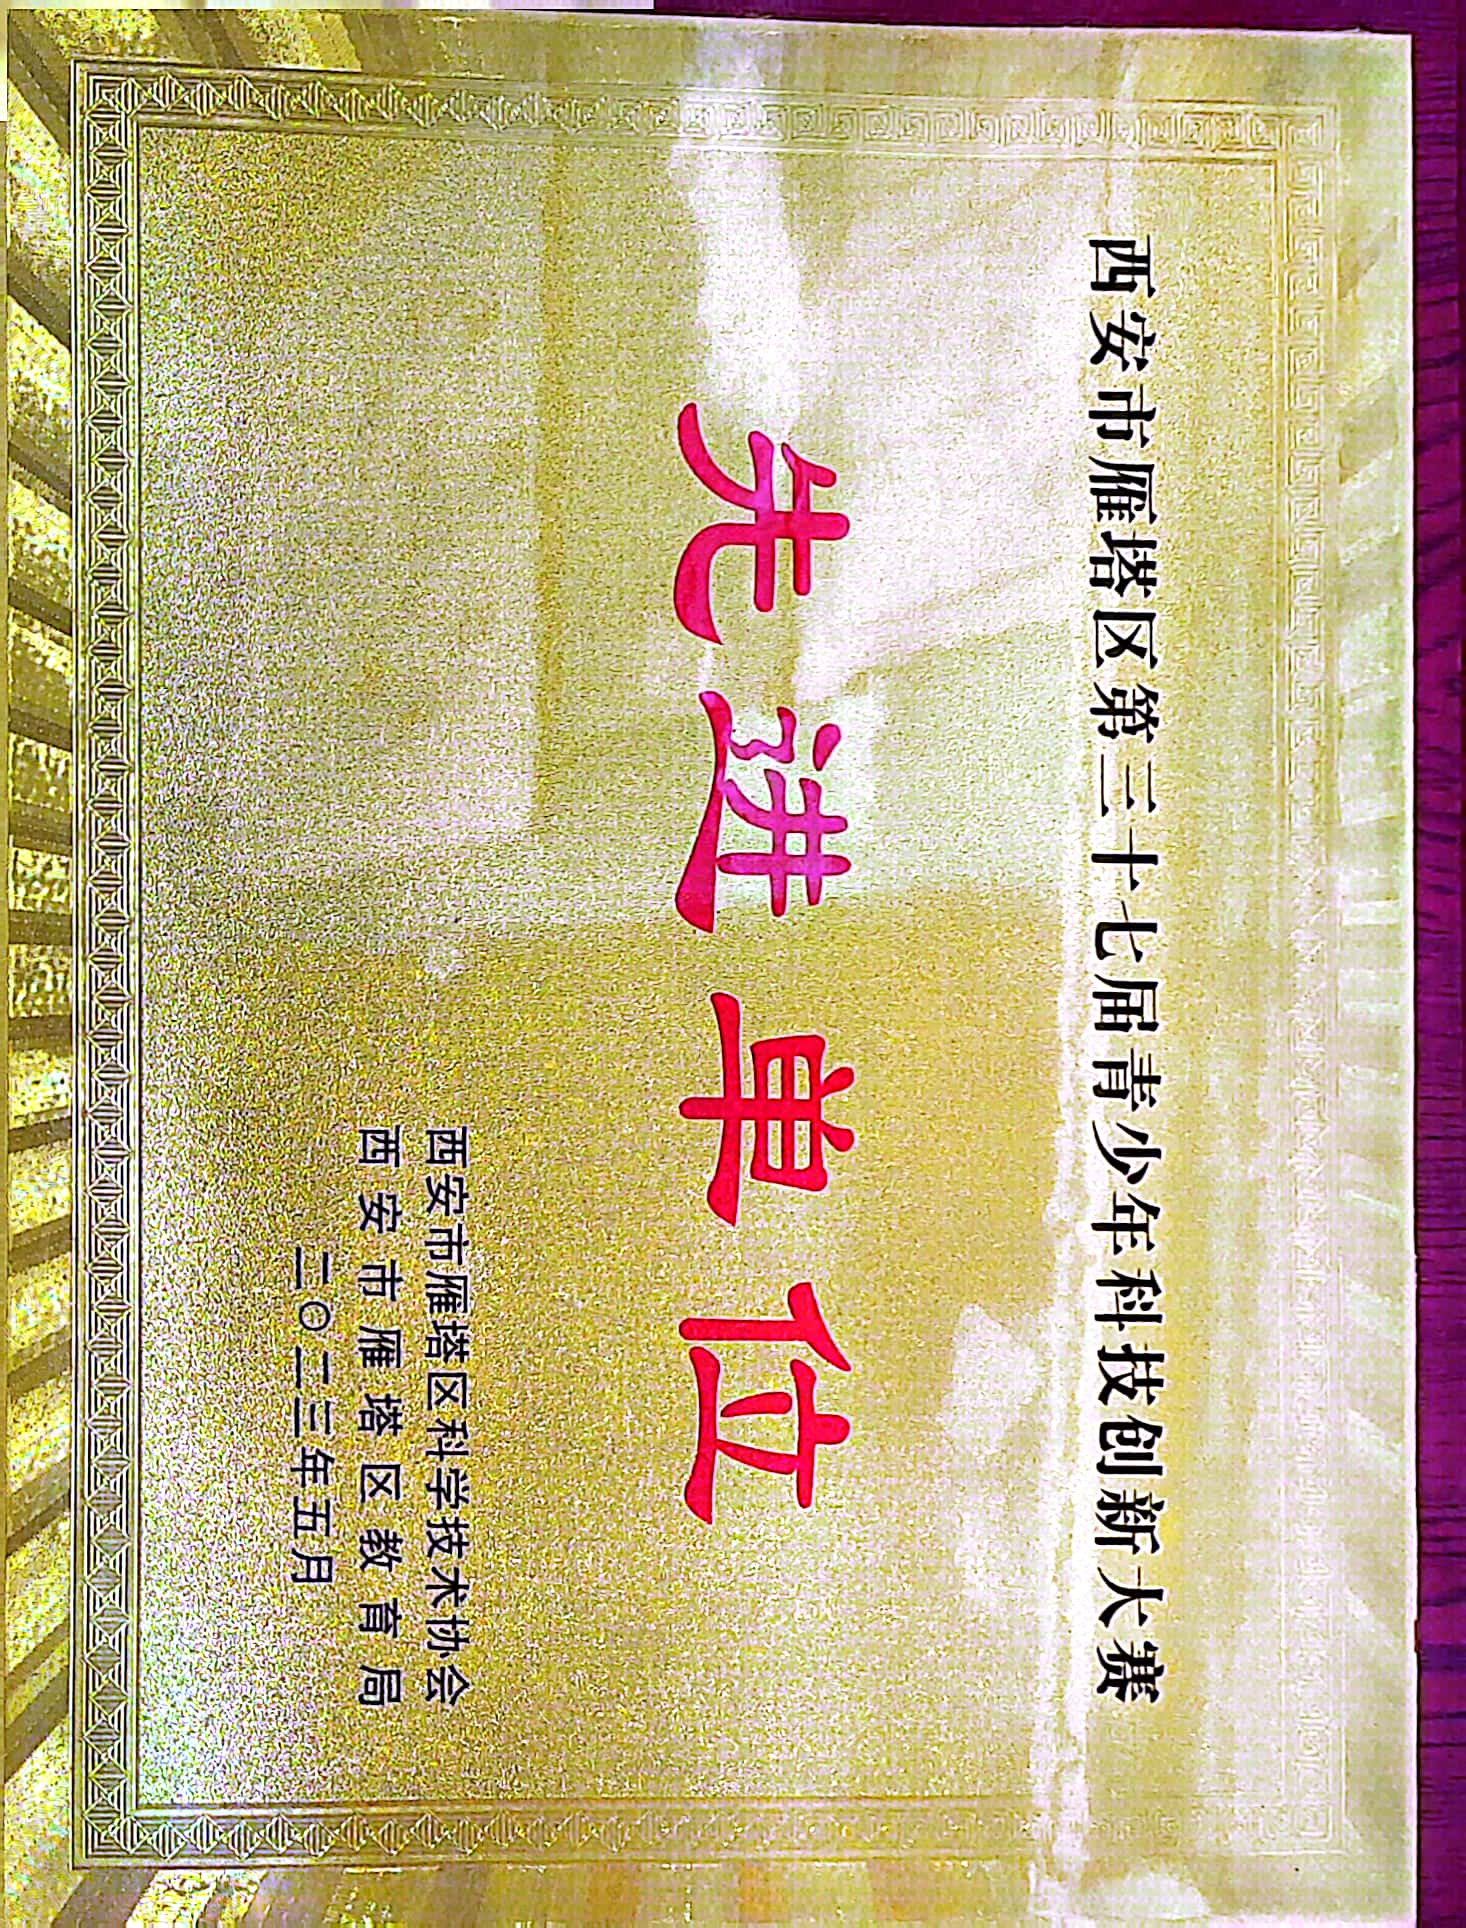 西安市雁塔区第三十七届青少年科技创新大赛
先进单位
西安市雁塔区科学技术协会
西安市雁塔区教育局
二〇二三年五月